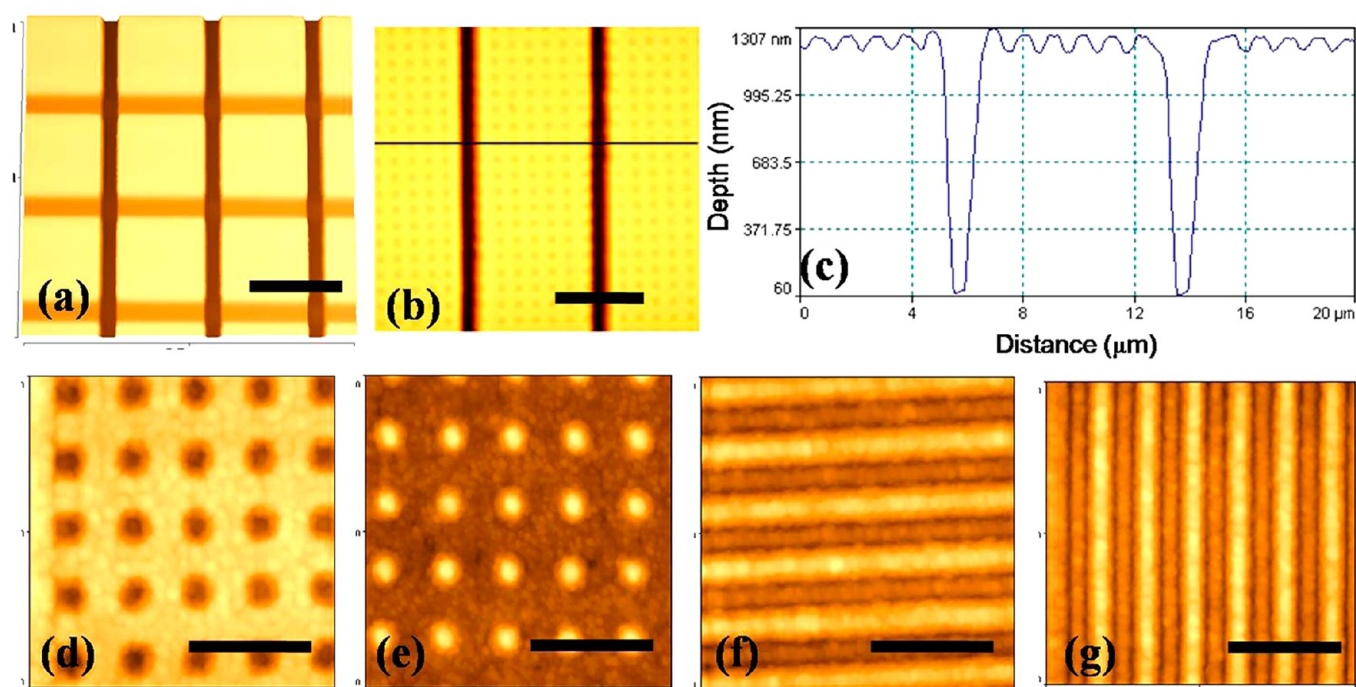 (a)
(b)
1307 nm
995.25
683.5
371.75
60
Depth (nm)
(c)
0
4
8
12
16
20 µm
Distance (µm)
(d)
(e)
(f)
(g)